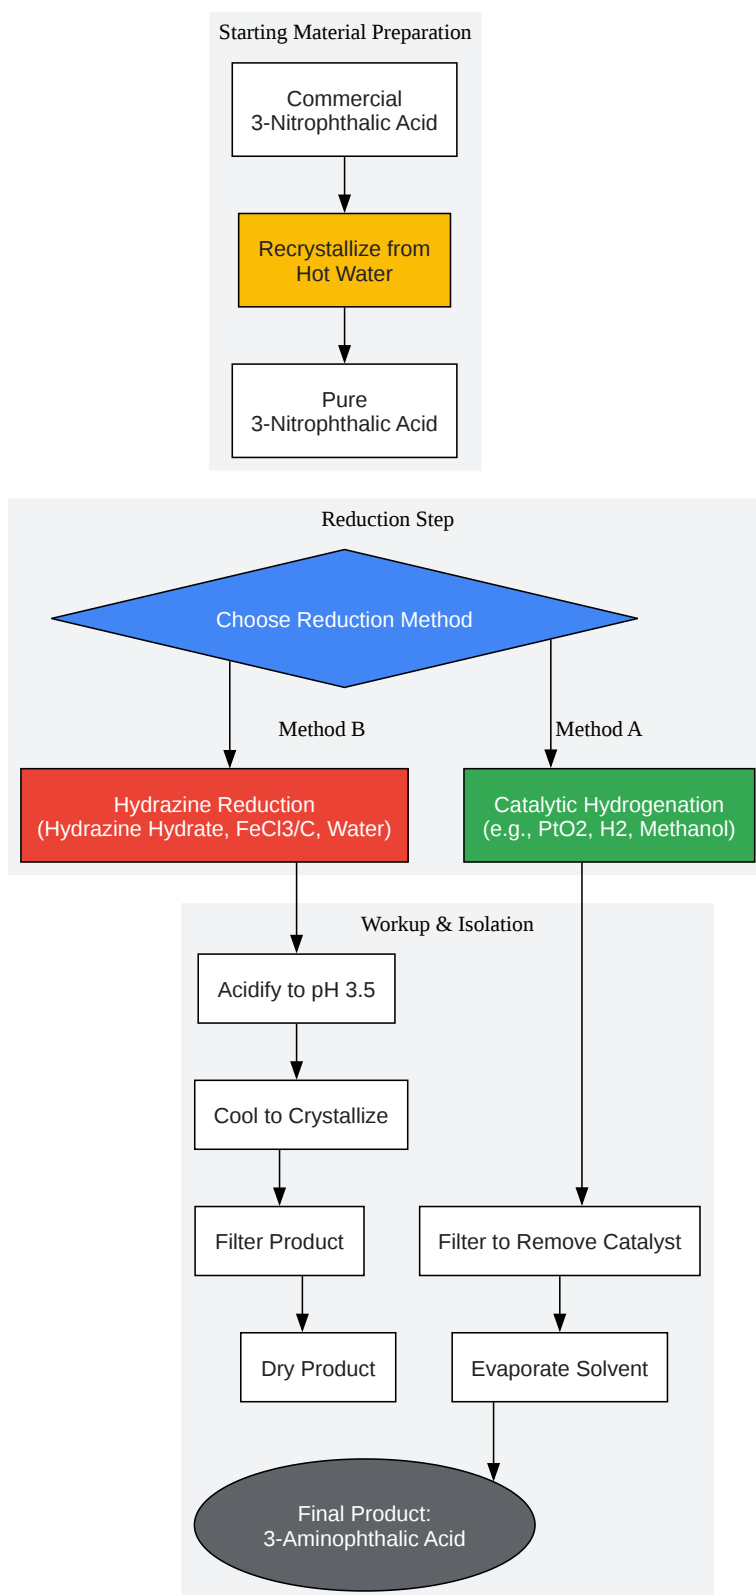 Starting Material Preparation
Commercial
3-Nitrophthalic Acid
Recrystallize from
Hot Water
Pure
3-Nitrophthalic Acid
Reduction Step
Choose Reduction Method
Method B
Method A
Hydrazine Reduction
(Hydrazine Hydrate, FeCl3/C, Water)
Catalytic Hydrogenation
(e.g., PtO2, H2, Methanol)
Workup & Isolation
Acidify to pH 3.5
Cool to Crystallize
Filter Product
Filter to Remove Catalyst
Dry Product
Evaporate Solvent
Final Product:
3-Aminophthalic Acid